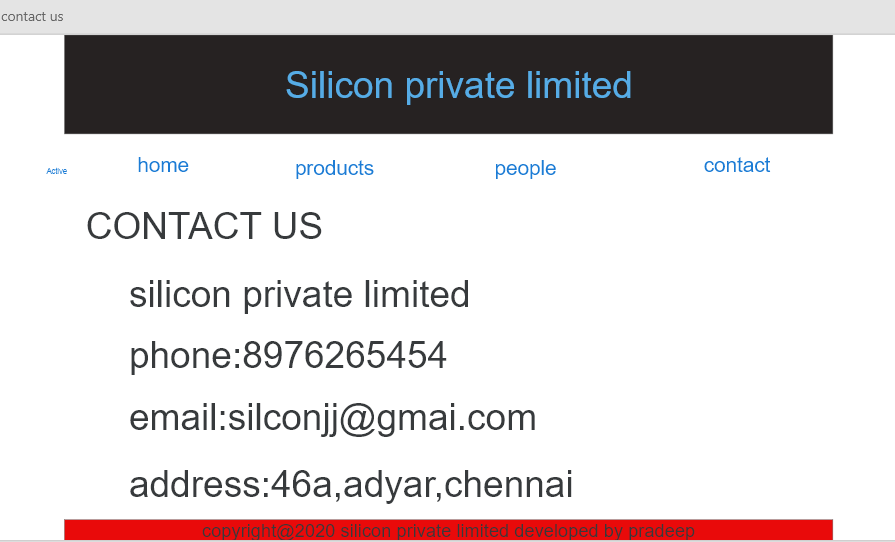 contact us
Silicon private limited
Active home products people contact
CONTACT US
silicon private limited
phone:8976265454
email:silconjj@gmai.com
address:46a,adyar,chennai
copyright@2020 silicon private limited developed by pradeep